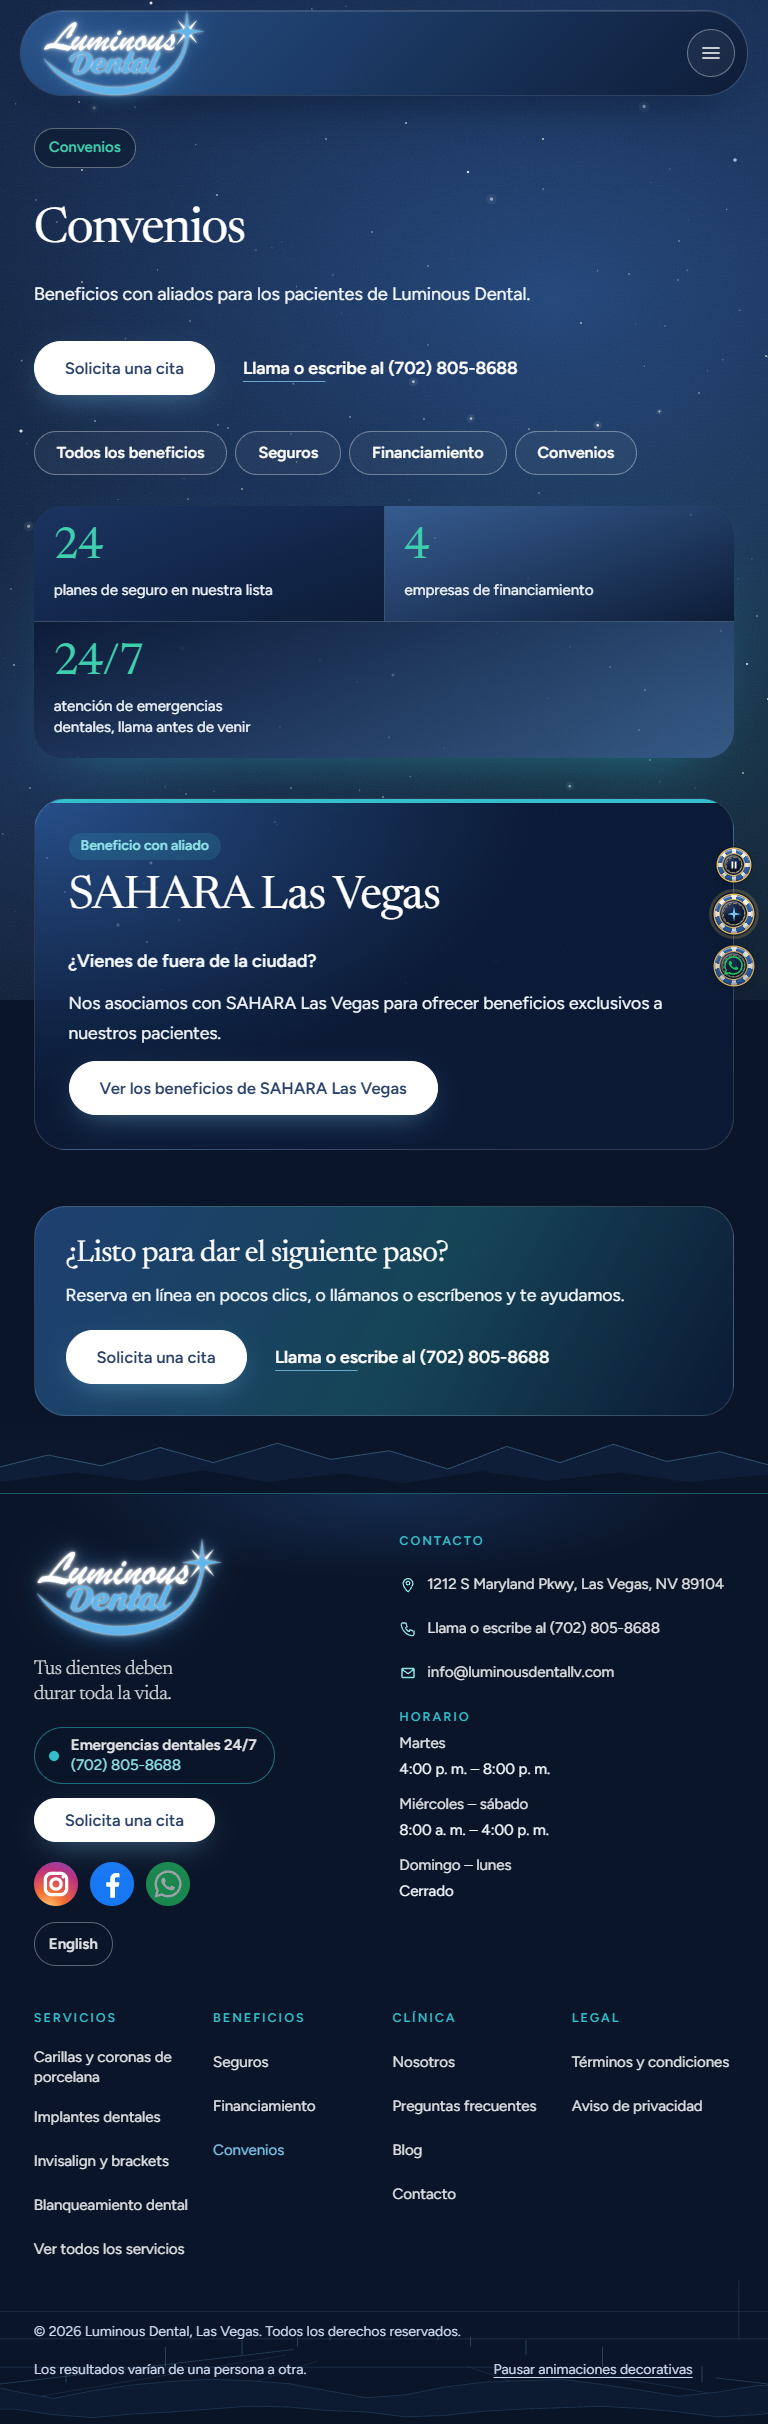 Luminous
Dental
Convenios
Convenios
Beneficios con aliados para los pacientes de Luminous Dental.
Solicita una cita
Llama o escribe al (702) 805-8688
Todos los beneficios
Seguros
Financiamiento
Convenios
24
planes de seguro en nuestra lista
4
empresas de financiamiento
24/7
atención de emergencias
dentales, llama antes de venir
Beneficio con aliado
SAHARA Las Vegas
¿Vienes de fuera de la ciudad?
Nos asociamos con SAHARA Las Vegas para ofrecer beneficios exclusivos a
nuestros pacientes.
Ver los beneficios de SAHARA Las Vegas
¿Listo para dar el siguiente paso?
Reserva en línea en pocos clics, o llámanos o escríbenos y te ayudamos.
Solicita una cita
Llama o escribe al (702) 805-8688
Luminous
Dental
Tus dientes deben
durar toda la vida.
Emergencias dentales 24/7
(702) 805-8688
Solicita una cita
English
CONTACTO
1212 S Maryland Pkwy, Las Vegas, NV 89104
Llama o escribe al (702) 805-8688
info@luminousdentallv.com
HORARIO
Martes
4:00 p. m. – 8:00 p. m.
Miércoles – sábado
8:00 a. m. – 4:00 p. m.
Domingo – lunes
Cerrado
SERVICIOS
Carillas y coronas de
porcelana
Implantes dentales
Invisalign y brackets
Blanqueamiento dental
Ver todos los servicios
BENEFICIOS
Seguros
Financiamiento
Convenios
CLÍNICA
Nosotros
Preguntas frecuentes
Blog
Contacto
LEGAL
Términos y condiciones
Aviso de privacidad
© 2026 Luminous Dental, Las Vegas. Todos los derechos reservados.
Los resultados varían de una persona a otra.
Pausar animaciones decorativas